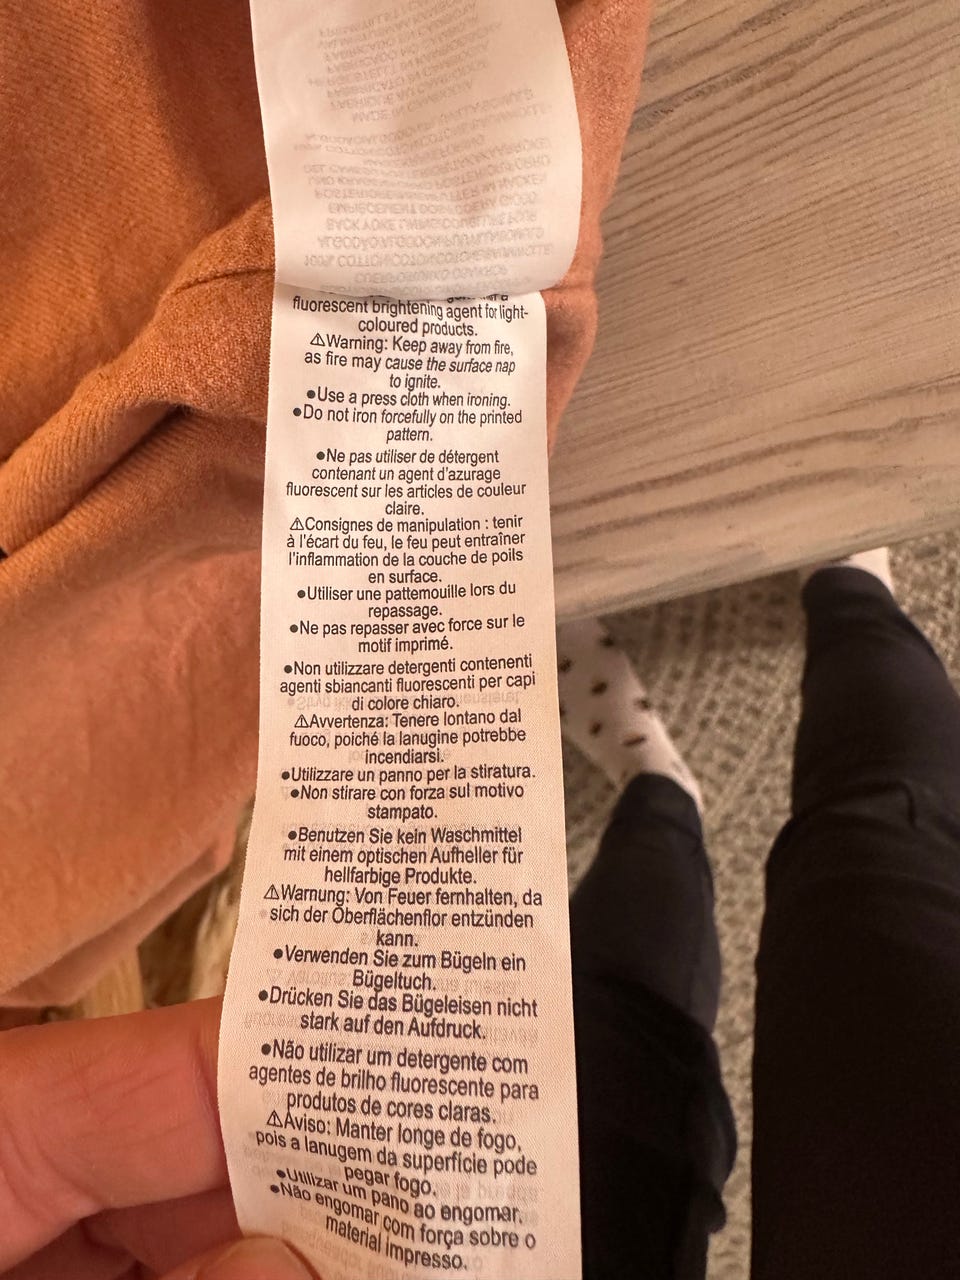 fluorescent brightening agent for light-
coloured products.
⚠Warning: Keep away from fire,
as fire may cause the surface nap
to ignite.
●Use a press cloth when ironing.
●Do not iron forcefully on the printed
pattern.
●Ne pas utiliser de détergent
contenant un agent d'azurage
fluorescent sur les articles de couleur
claire.
⚠Consignes de manipulation : tenir
à l'écart du feu, le feu peut entraîner
l'inflammation de la couche de poils
en surface.
●Utiliser une pattemouille lors du
repassage.
●Ne pas repasser avec force sur le
motif imprimé.
●Non utilizzare detergenti contenenti
agenti sbiancanti fluorescenti per capi
di colore chiaro.
⚠Avvertenza: Tenere lontano dal
fuoco, poiché la lanugine potrebbe
incendiarsi.
●Utilizzare un panno per la stiratura.
●Non stirare con forza sul motivo
stampato.
●Benutzen Sie kein Waschmittel
mit einem optischen Aufheller für
hellfarbige Produkte.
⚠Warnung: Von Feuer fernhalten, da
sich der Oberflächenflor entzünden
kann.
●Verwenden Sie zum Bügeln ein
Bügeltuch.
●Drücken Sie das Bügeleisen nicht
stark auf den Aufdruck.
●Não utilizar um detergente com
agentes de brilho fluorescente para
produtos de cores claras.
⚠Aviso: Manter longe de fogo,
pois a lanugem da superfície pode
pegar fogo.
●Utilizar um pano ao engomar.
●Não engomar com força sobre o
material impresso.